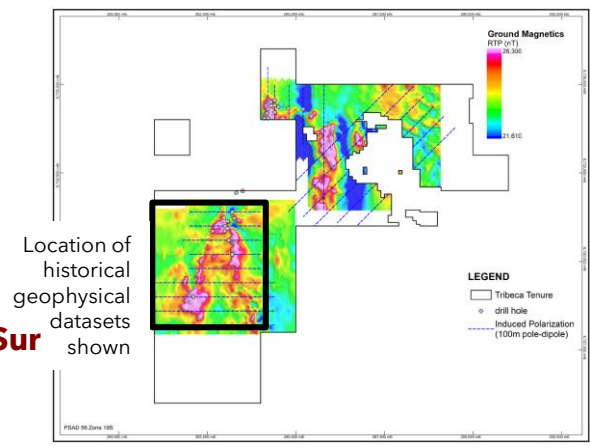 Ground Magnetics
RTP (nT)
26,300
21,610
Location of
historical
geophysical
datasets
shown
Sur
LEGEND
Tribeca Tenure
drill hole
Induced Polarization
(100m pole-dipole)
PSAD 56 Zone 19S